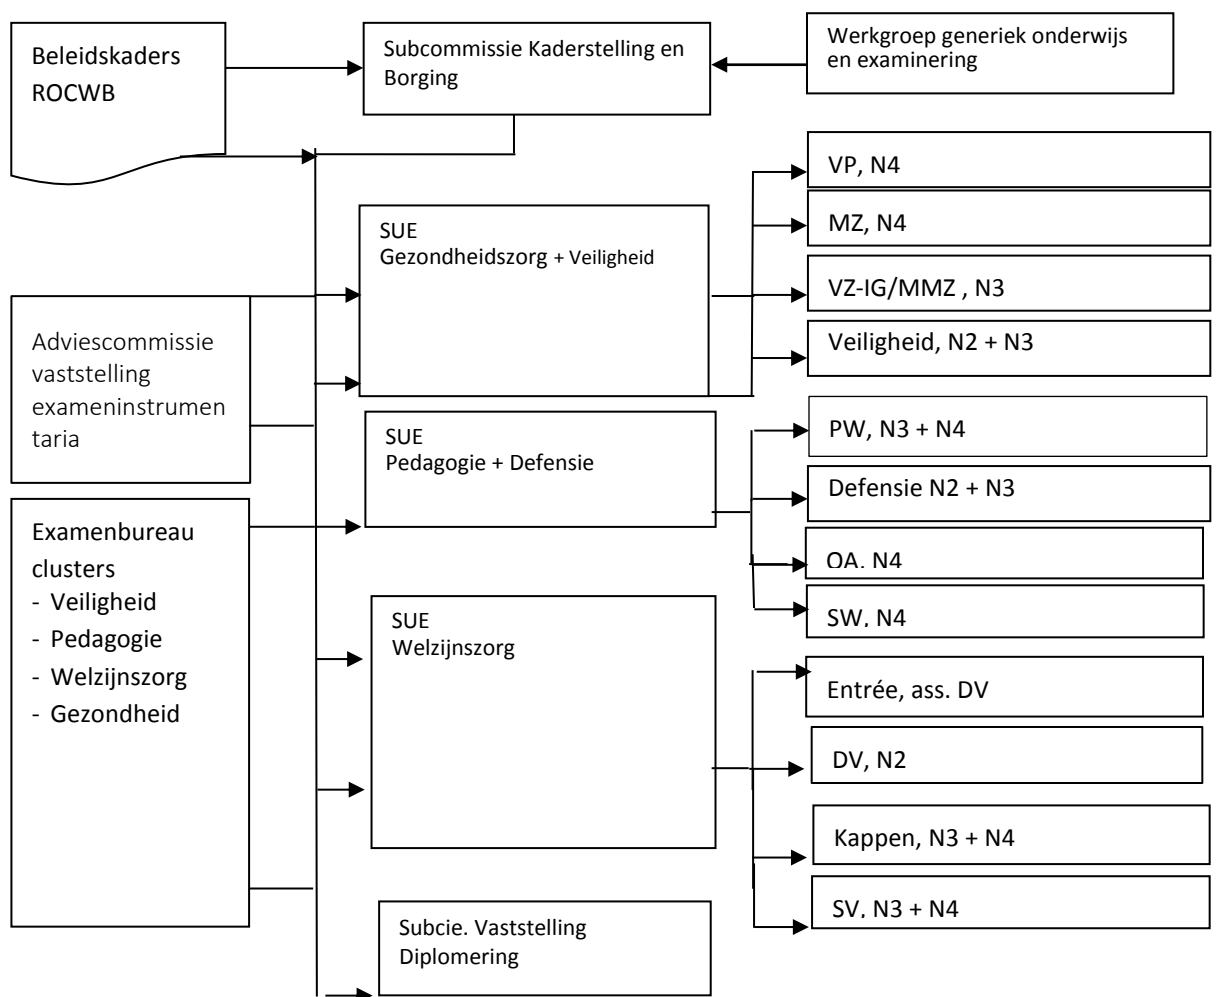 Beleidskaders
ROCWB
Subcommissie Kaderstelling en
Borging
Werkgroep generiek onderwijs
en examinering
VP, N4
MZ, N4
VZ-IG/MMZ , N3
Veiligheid, N2 + N3
SUE
Gezondheidszorg + Veiligheid
Adviescommissie
vaststelling
exameninstrumen
taria
SUE
Pedagogie + Defensie
PW, N3 + N4
Defensie N2 + N3
OA, N4
SW, N4
Examenbureau
clusters
- Veiligheid
- Pedagogie
- Welzijnszorg
- Gezondheid
SUE
Welzijnszorg
Entrée, ass. DV
DV, N2
Kappen, N3 + N4
SV, N3 + N4
Subcie. Vaststelling
Diplomering